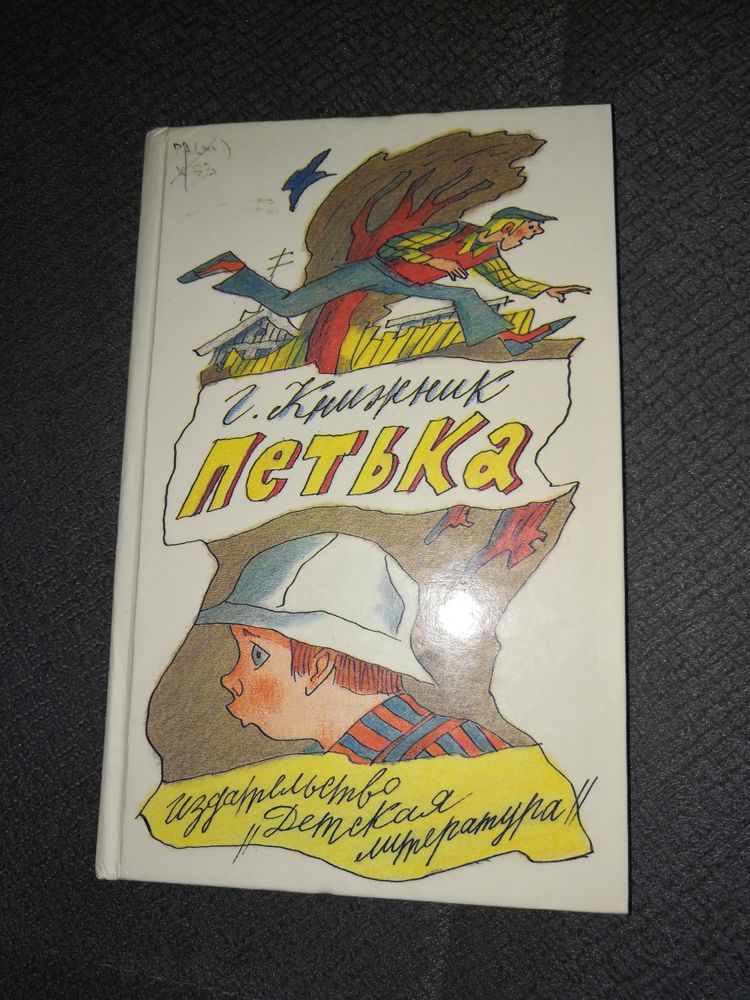 Г. Книжник
Петька
издательство
"Детская
литература"